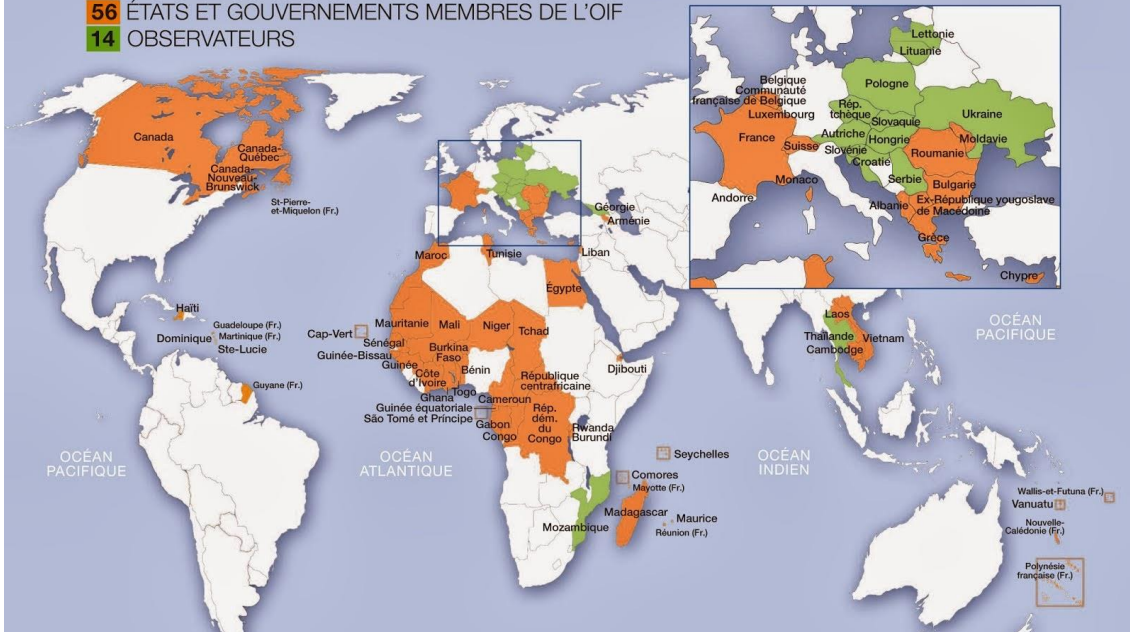 56 ÉTATS ET GOUVERNEMENTS MEMBRES DE L'OIF
14 OBSERVATEURS
Canada
Canada-
Québec
Canada-
Nouveau-
Brunswick
St-Pierre-
et-Miquelon (Fr.)
Haïti
Guadeloupe (Fr.)
Dominique
Martinique (Fr.)
Ste-Lucie
Guyane (Fr.)
OCÉAN
PACIFIQUE
OCÉAN
ATLANTIQUE
Maroc
Tunisie
Liban
Égypte
Géorgie
Arménie
Cap-Vert
Mauritanie
Mali
Niger
Tchad
Sénégal
Guinée-Bissau
Guinée
Burkina
Faso
Côte
d'Ivoire
Bénin
Togo
Ghana
Cameroun
République
centrafricaine
Djibouti
Guinée équatoriale
São Tomé et Príncipe
Gabon
Congo
Rép.
dém.
du
Congo
Rwanda
Burundi
Seychelles
Comores
Mayotte (Fr.)
Madagascar
Maurice
Réunion (Fr.)
Mozambique
OCÉAN
INDIEN
Lettonie
Lituanie
Pologne
Belgique
Communauté
française de Belgique
Luxembourg
Rép.
tchèque
Slovaquie
Ukraine
France
Suisse
Autriche
Hongrie
Moldavie
Slovénie
Croatie
Roumanie
Serbie
Monaco
Andorre
Bulgarie
Albanie
Ex-République yougoslave
de Macédoine
Grèce
Chypre
Laos
Thaïlande
Vietnam
Cambodge
OCÉAN
PACIFIQUE
Wallis-et-Futuna (Fr.)
Vanuatu
Nouvelle-
Calédonie (Fr.)
Polynésie
française (Fr.)